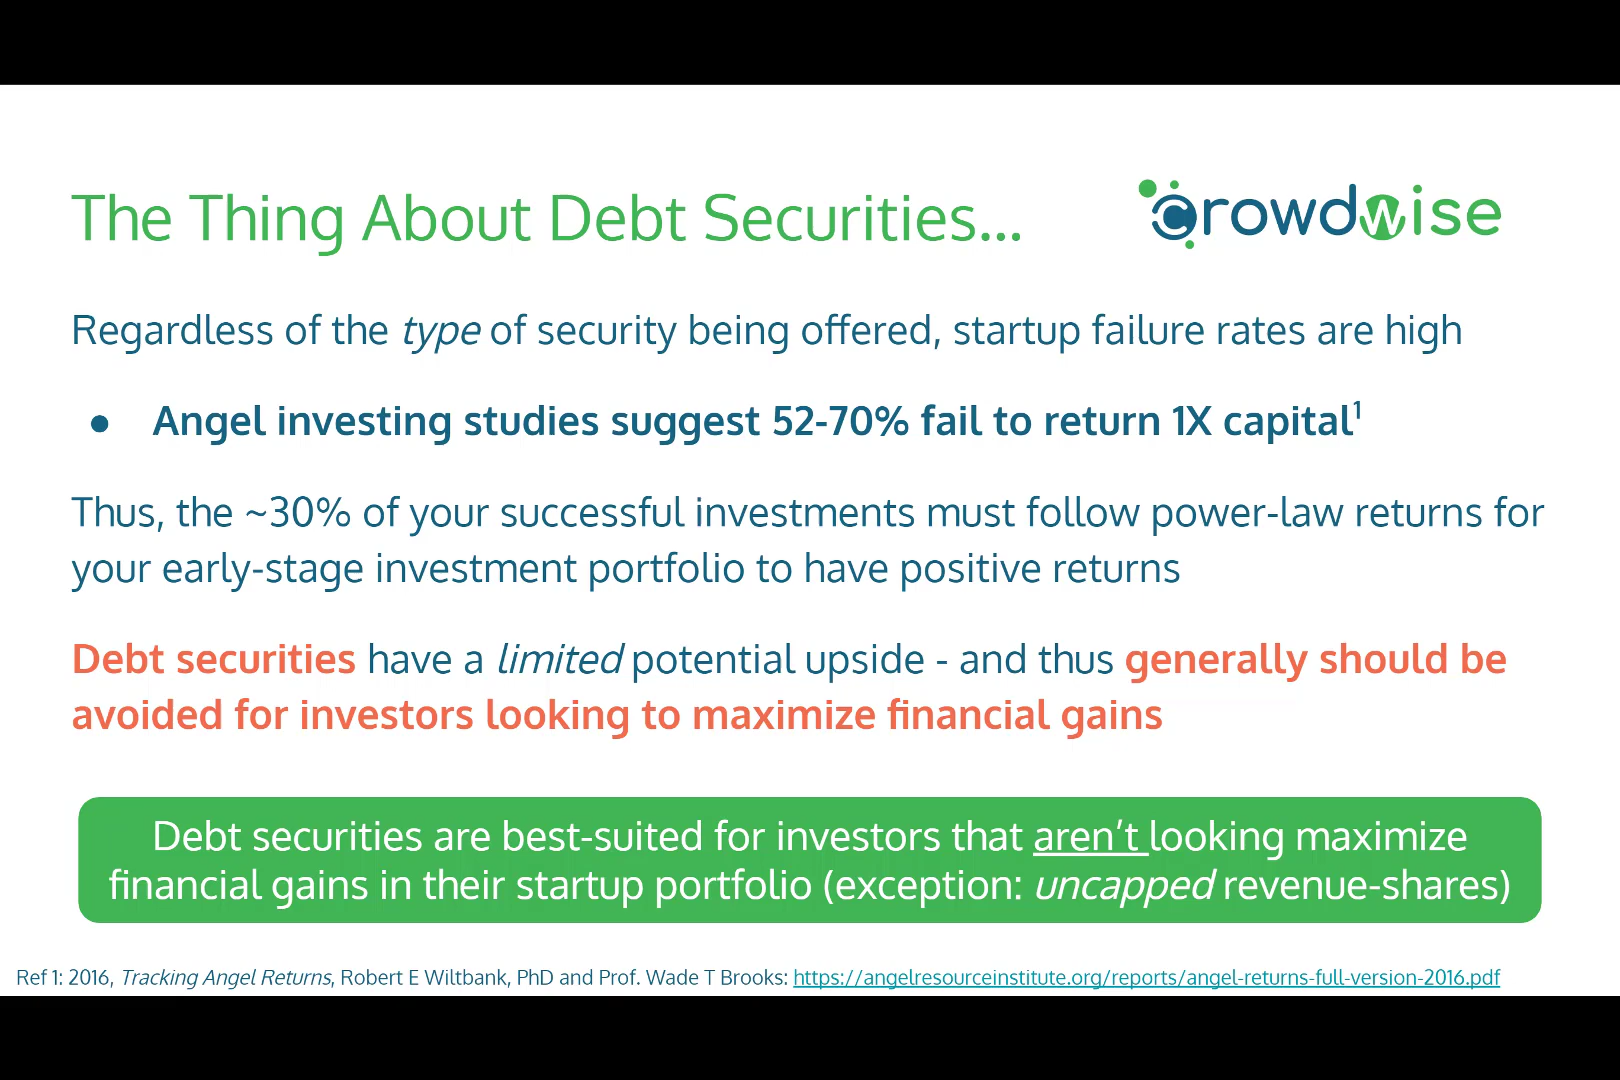 The Thing About Debt Securities...
Crowdwise
Regardless of the type of security being offered, startup failure rates are high
● Angel investing studies suggest 52-70% fail to return 1X capital¹
Thus, the ~30% of your successful investments must follow power-law returns for
your early-stage investment portfolio to have positive returns
Debt securities have a limited potential upside - and thus generally should be
avoided for investors looking to maximize financial gains
Debt securities are best-suited for investors that aren't looking maximize
financial gains in their startup portfolio (exception: uncapped revenue-shares)
Ref 1: 2016, Tracking Angel Returns, Robert E Wiltbank, PhD and Prof. Wade T Brooks: https://angelresourceinstitute.org/reports/angel-returns-full-version-2016.pdf